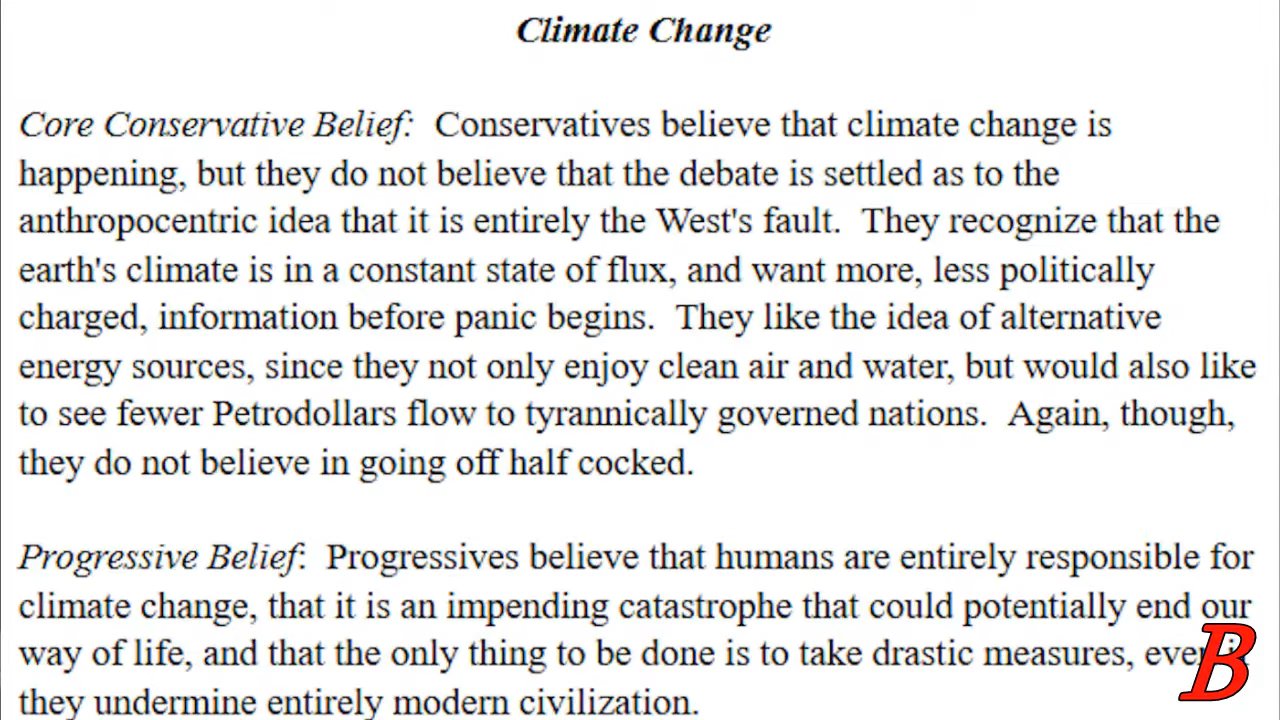 Climate Change
Core Conservative Belief:  Conservatives believe that climate change is
happening, but they do not believe that the debate is settled as to the
anthropocentric idea that it is entirely the West's fault.  They recognize that the
earth's climate is in a constant state of flux, and want more, less politically
charged, information before panic begins.  They like the idea of alternative
energy sources, since they not only enjoy clean air and water, but would also like
to see fewer Petrodollars flow to tyrannically governed nations.  Again, though,
they do not believe in going off half cocked.
Progressive Belief:  Progressives believe that humans are entirely responsible for
climate change, that it is an impending catastrophe that could potentially end our
way of life, and that the only thing to be done is to take drastic measures, even
they undermine entirely modern civilization.
B